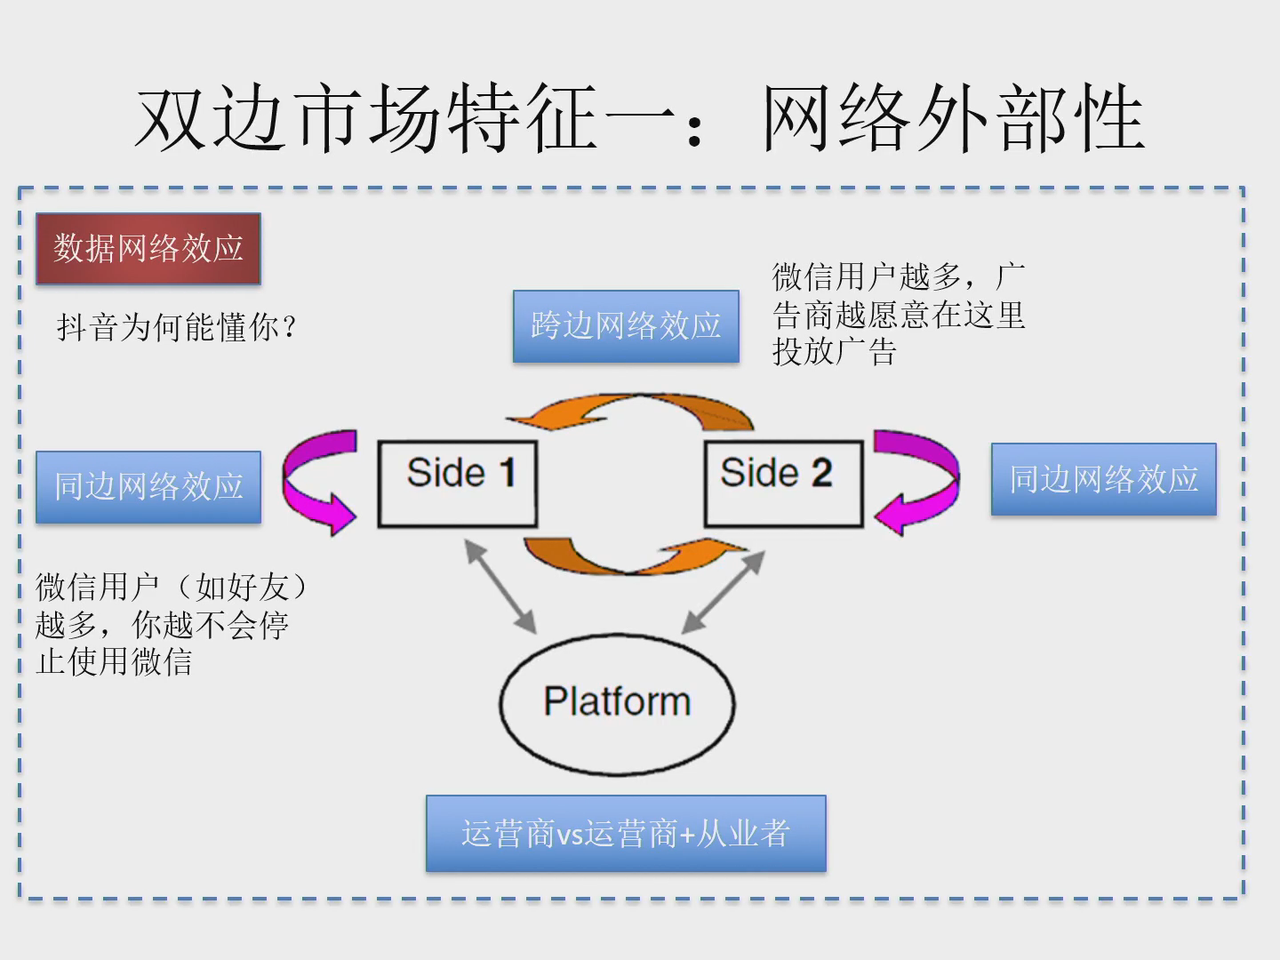 双边市场特征一：网络外部性
数据网络效应
抖音为何能懂你？
跨边网络效应
微信用户越多，广
告商越愿意在这里
投放广告
同边网络效应
Side 1
Side 2
同边网络效应
微信用户（如好友）
越多，你越不会停
止使用微信
Platform
运营商vs运营商+从业者